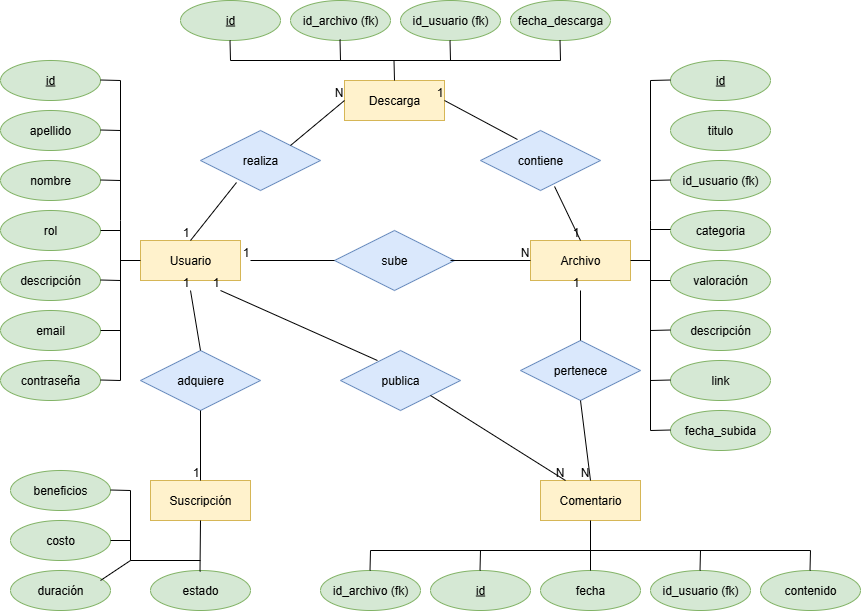 id
id_archivo (fk)
id_usuario (fk)
fecha_descarga
id
apellido
nombre
rol
descripción
email
contraseña
N
Descarga
1
realiza
contiene
id
titulo
id_usuario (fk)
categoria
valoración
descripción
link
fecha_subida
1
Usuario
1
1
1
sube
N
1
Archivo
1
adquiere
publica
pertenece
1
Suscripción
N
N
Comentario
beneficios
costo
duración
estado
id_archivo (fk)
id
fecha
id_usuario (fk)
contenido